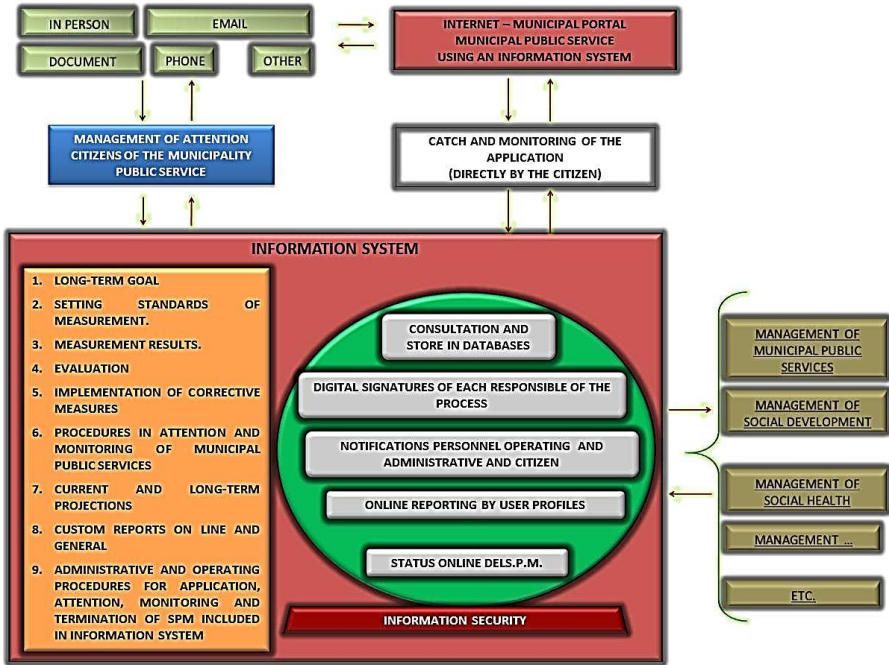 IN PERSON
EMAIL
DOCUMENT
PHONE
OTHER
INTERNET – MUNICIPAL PORTAL
MUNICIPAL PUBLIC SERVICE
USING AN INFORMATION SYSTEM
MANAGEMENT OF ATTENTION
CITIZENS OF THE MUNICIPALITY
PUBLIC SERVICE
CATCH AND MONITORING OF THE
APPLICATION
(DIRECTLY BY THE CITIZEN)
INFORMATION SYSTEM
1. LONG-TERM GOAL
2. SETTING STANDARDS OF
MEASUREMENT.
3. MEASUREMENT RESULTS.
4. EVALUATION
5. IMPLEMENTATION OF CORRECTIVE
MEASURES
6. PROCEDURES IN ATTENTION AND
MONITORING OF MUNICIPAL
PUBLIC SERVICES
7. CURRENT AND LONG-TERM
PROJECTIONS
8. CUSTOM REPORTS ON LINE AND
GENERAL
9. ADMINISTRATIVE AND OPERATING
PROCEDURES FOR APPLICATION,
ATTENTION, MONITORING AND
TERMINATION OF SPM INCLUDED
IN INFORMATION SYSTEM
CONSULTATION AND
STORE IN DATABASES
DIGITAL SIGNATURES OF EACH RESPONSIBLE OF THE
PROCESS
NOTIFICATIONS PERSONNEL OPERATING AND
ADMINISTRATIVE AND CITIZEN
ONLINE REPORTING BY USER PROFILES
STATUS ONLINE DELS.P.M.
INFORMATION SECURITY
MANAGEMENT OF
MUNICIPAL PUBLIC
SERVICES
MANAGEMENT OF
SOCIAL DEVELOPMENT
MANAGEMENT OF
SOCIAL HEALTH
MANAGEMENT ...
ETC.